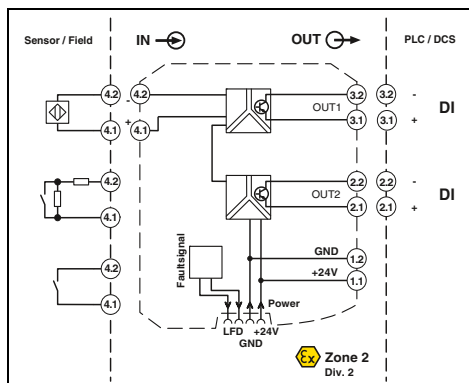 Sensor / Field
IN
OUT
PLC / DCS
4.2
- 4.2
3.2
3.2 -
OUT1
DI
4.1
+ 4.1
3.1
3.1 +
4.2
2.2
2.2 -
OUT2
DI
4.1
2.1
2.1 +
Faultsignal
GND
1.2
4.2
+24V
1.1
4.1
Power
LFD +24V
GND
Ex Zone 2
Div. 2